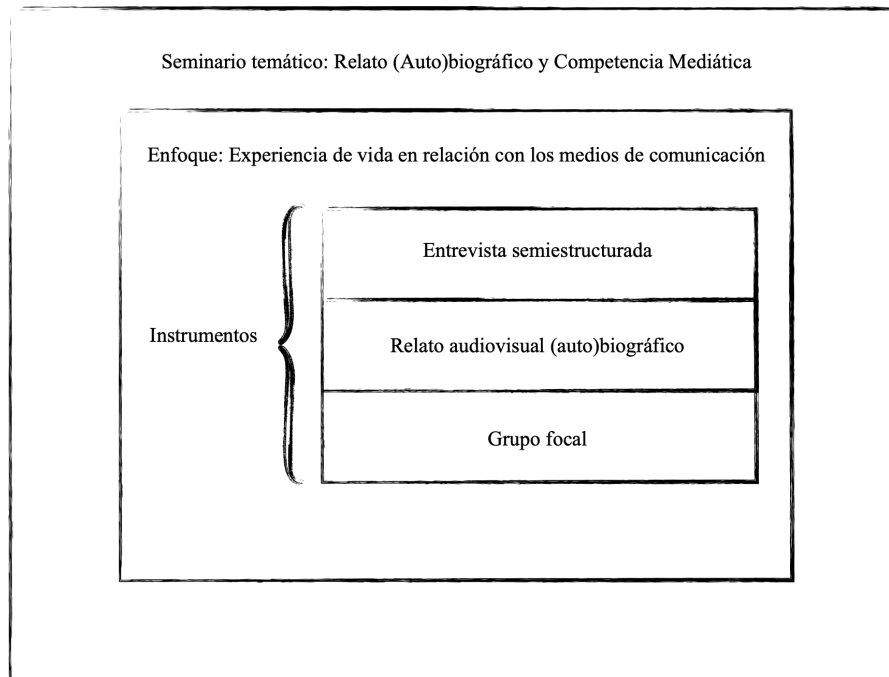 Seminario temático: Relato (Auto)biográfico y Competencia Mediática
Enfoque: Experiencia de vida en relación con los medios de comunicación
Entrevista semiestructurada
Instrumentos
Relato audiovisual (auto)biográfico
Grupo focal